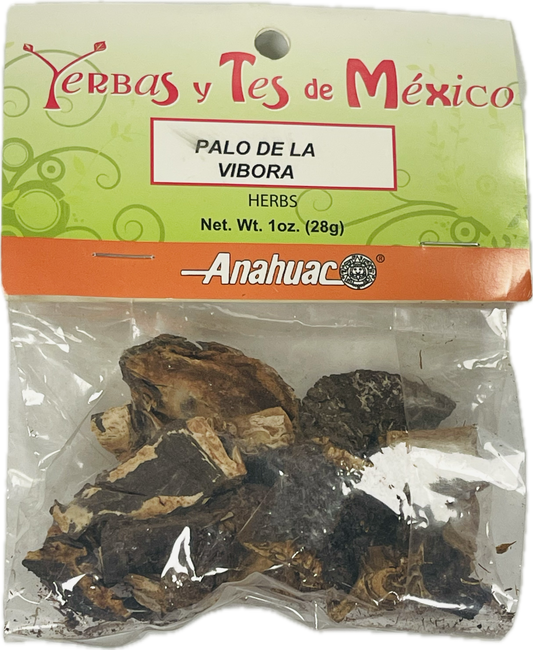 Yerbas y Tes de México
PALO DE LA
VIBORA
HERBS
Net. Wt. 1oz. (28g)
Anahuac®